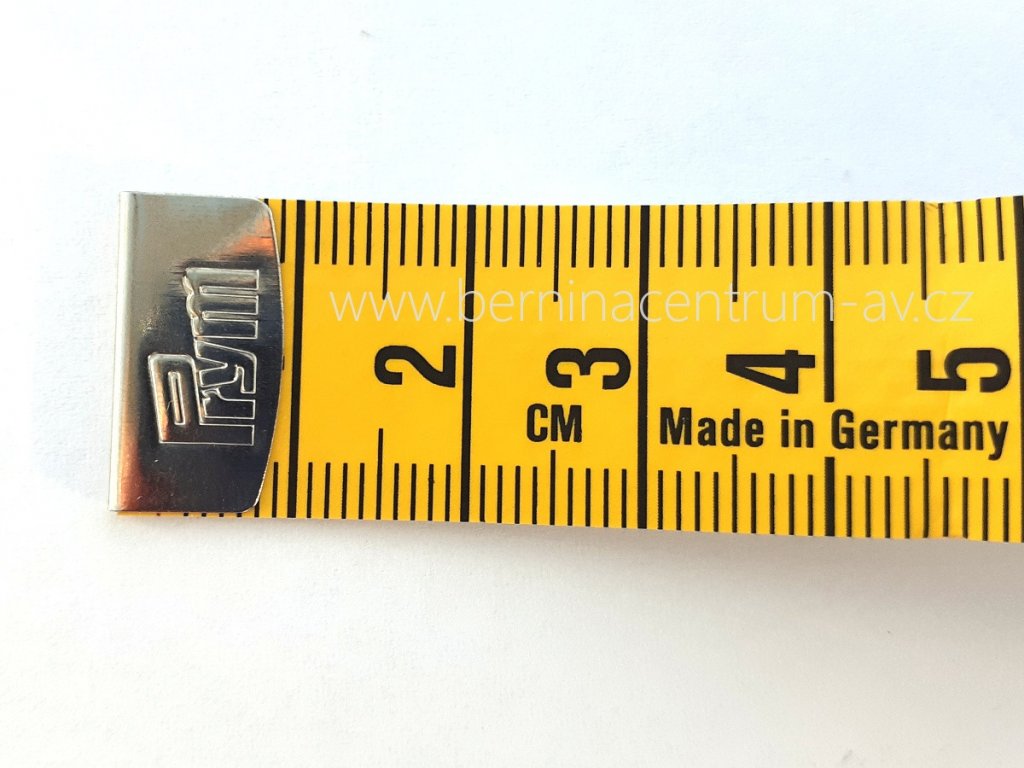 Prym
www.berninacentrum-av.cz
2 3 4 5
CM Made in Germany